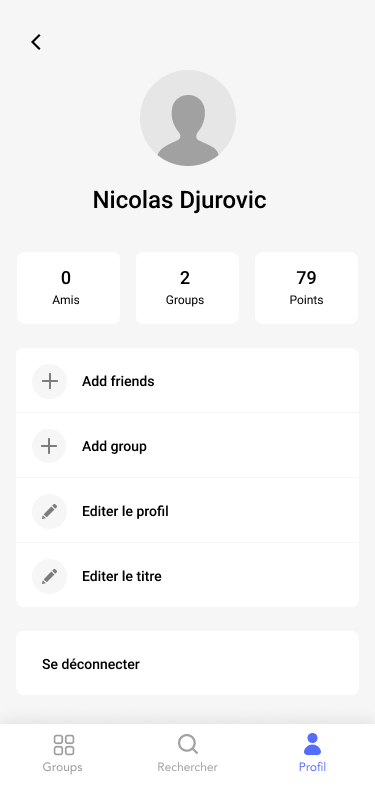 Nicolas Djurovic
0 2 79
Amis Groups Points
Add friends
Add group
Editer le profil
Editer le titre
Se déconnecter
Groups Rechercher Profil